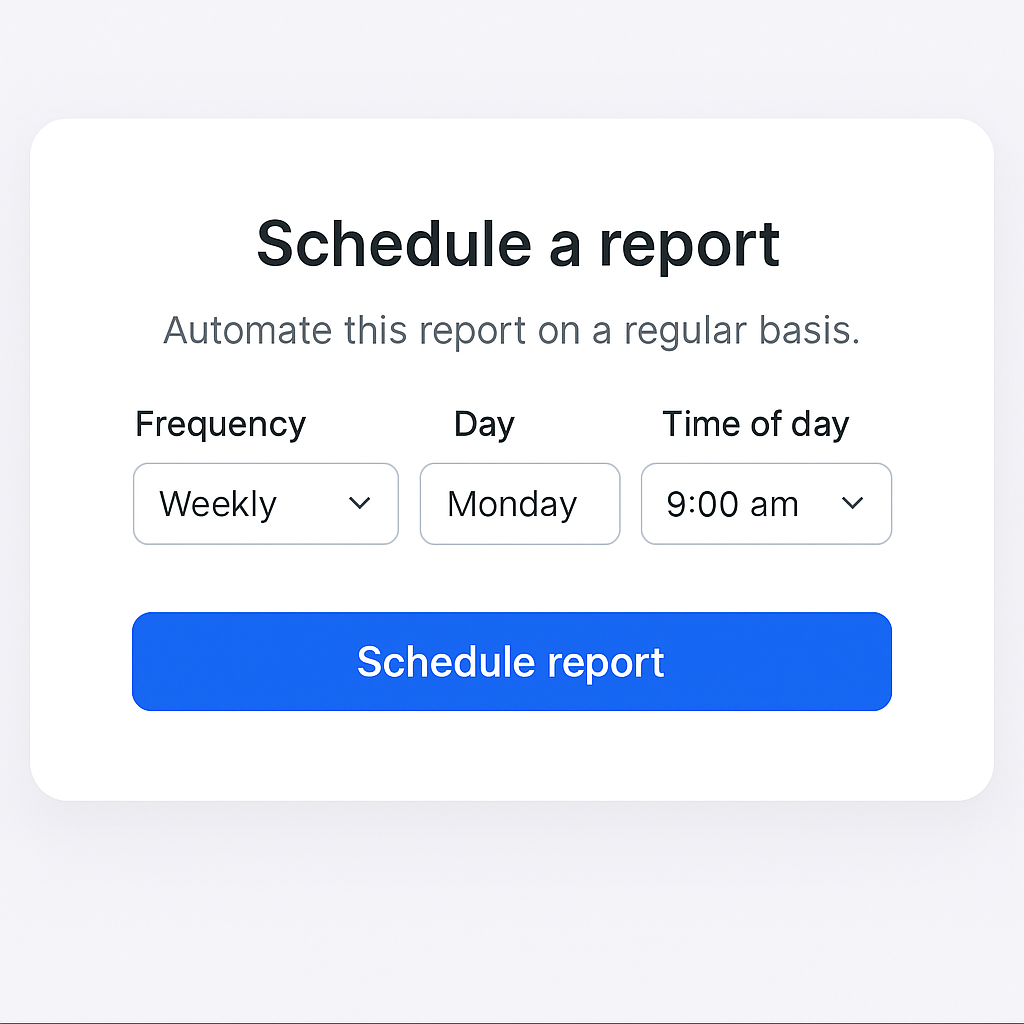 Schedule a report
Automate this report on a regular basis.
Frequency Day Time of day
Weekly Monday 9:00 am
Schedule report